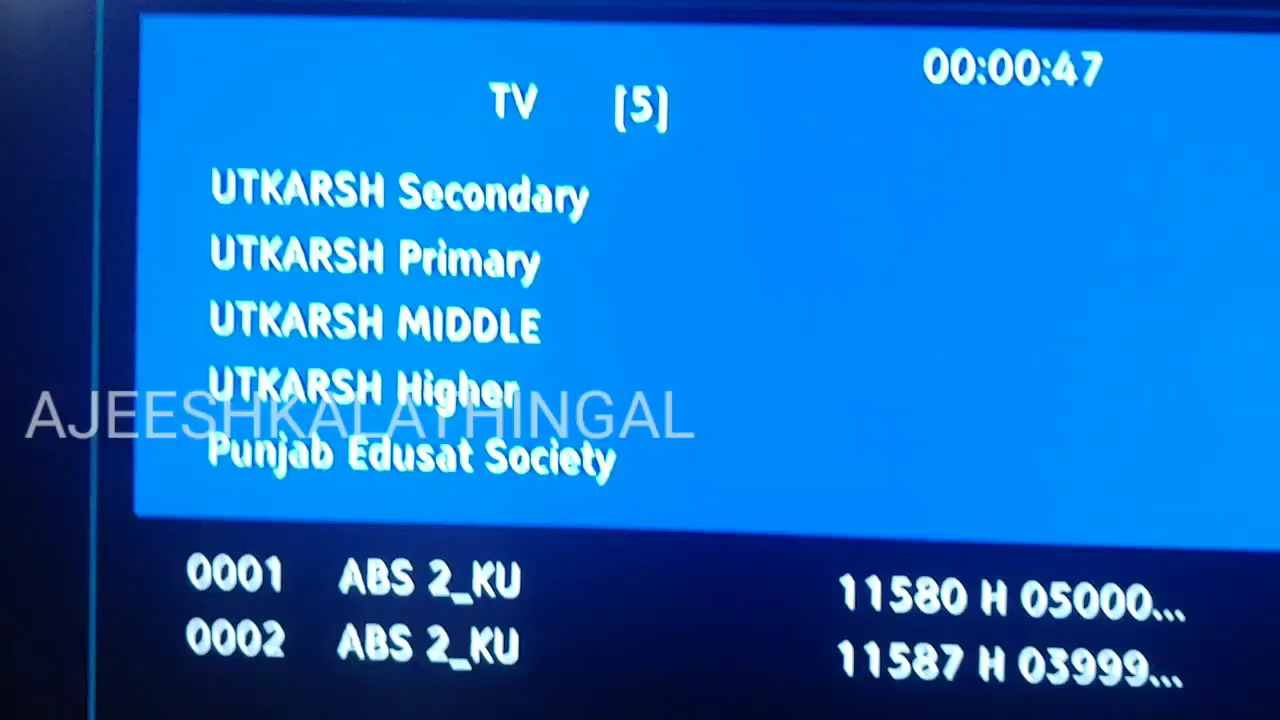 00:00:47
TV [5]
UTKARSH Secondary
UTKARSH Primary
UTKARSH MIDDLE
UTKARSH Higher
AJEESHKALATHINGAL
Punjab Edusat Society
0001 ABS 2_KU 11580 H 05000...
0002 ABS 2_KU 11587 H 03999...